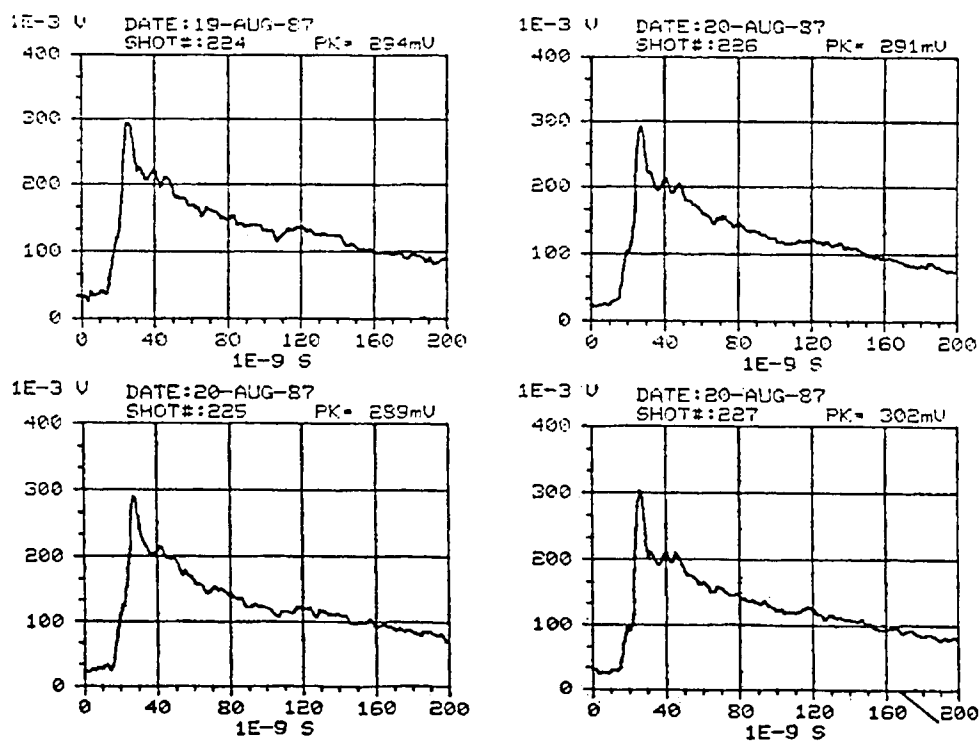 1E-3 V DATE:19-AUG-87
SHOT#:224 PK= 294mV
400
300
200
100
0
0 40 80 120 160 200
1E-9 S
1E-3 V DATE:20-AUG-87
SHOT#:226 PK= 291mV
400
300
200
100
0
0 40 80 120 160 200
1E-9 S
1E-3 V DATE:20-AUG-87
SHOT#:225 PK= 289mV
400
300
200
100
0
0 40 80 120 160 200
1E-9 S
1E-3 V DATE:20-AUG-87
SHOT#:227 PK= 302mV
400
300
200
100
0
0 40 80 120 160 200
1E-9 S